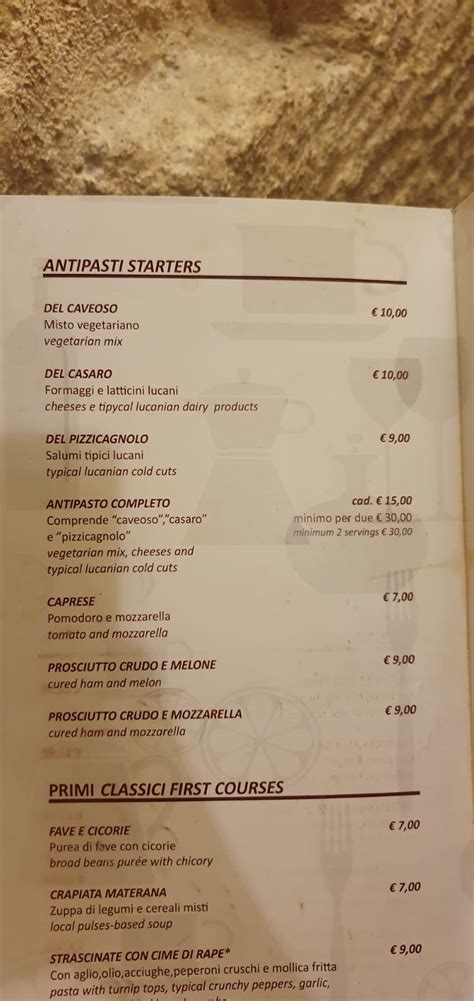 ANTIPASTI STARTERS
DEL CAVEOSO € 10,00
Misto vegetariano
vegetarian mix
DEL CASARO € 10,00
Formaggi e latticini lucani
cheeses e tipycal lucanian dairy products
DEL PIZZICAGNOLO € 9,00
Salumi tipici lucani
typical lucanian cold cuts
ANTIPASTO COMPLETO cad. € 15,00
Comprende “caveoso”,”casaro” minimo per due € 30,00
e “pizzicagnolo” minimum 2 servings € 30,00
vegetarian mix, cheeses and
typical lucanian cold cuts
CAPRESE € 7,00
Pomodoro e mozzarella
tomato and mozzarella
PROSCIUTTO CRUDO E MELONE € 9,00
cured ham and melon
PROSCIUTTO CRUDO E MOZZARELLA € 9,00
cured ham and mozzarella
PRIMI CLASSICI FIRST COURSES
FAVE E CICORIE € 7,00
Purea di fave con cicorie
broad beans purée with chicory
CRAPIATA MATERANA € 7,00
Zuppa di legumi e cereali misti
local pulses-based soup
STRASCINATE CON CIME DI RAPE* € 9,00
Con aglio,olio,acciughe,peperoni cruschi e mollica fritta
pasta with turnip tops, typical crunchy peppers, garlic,